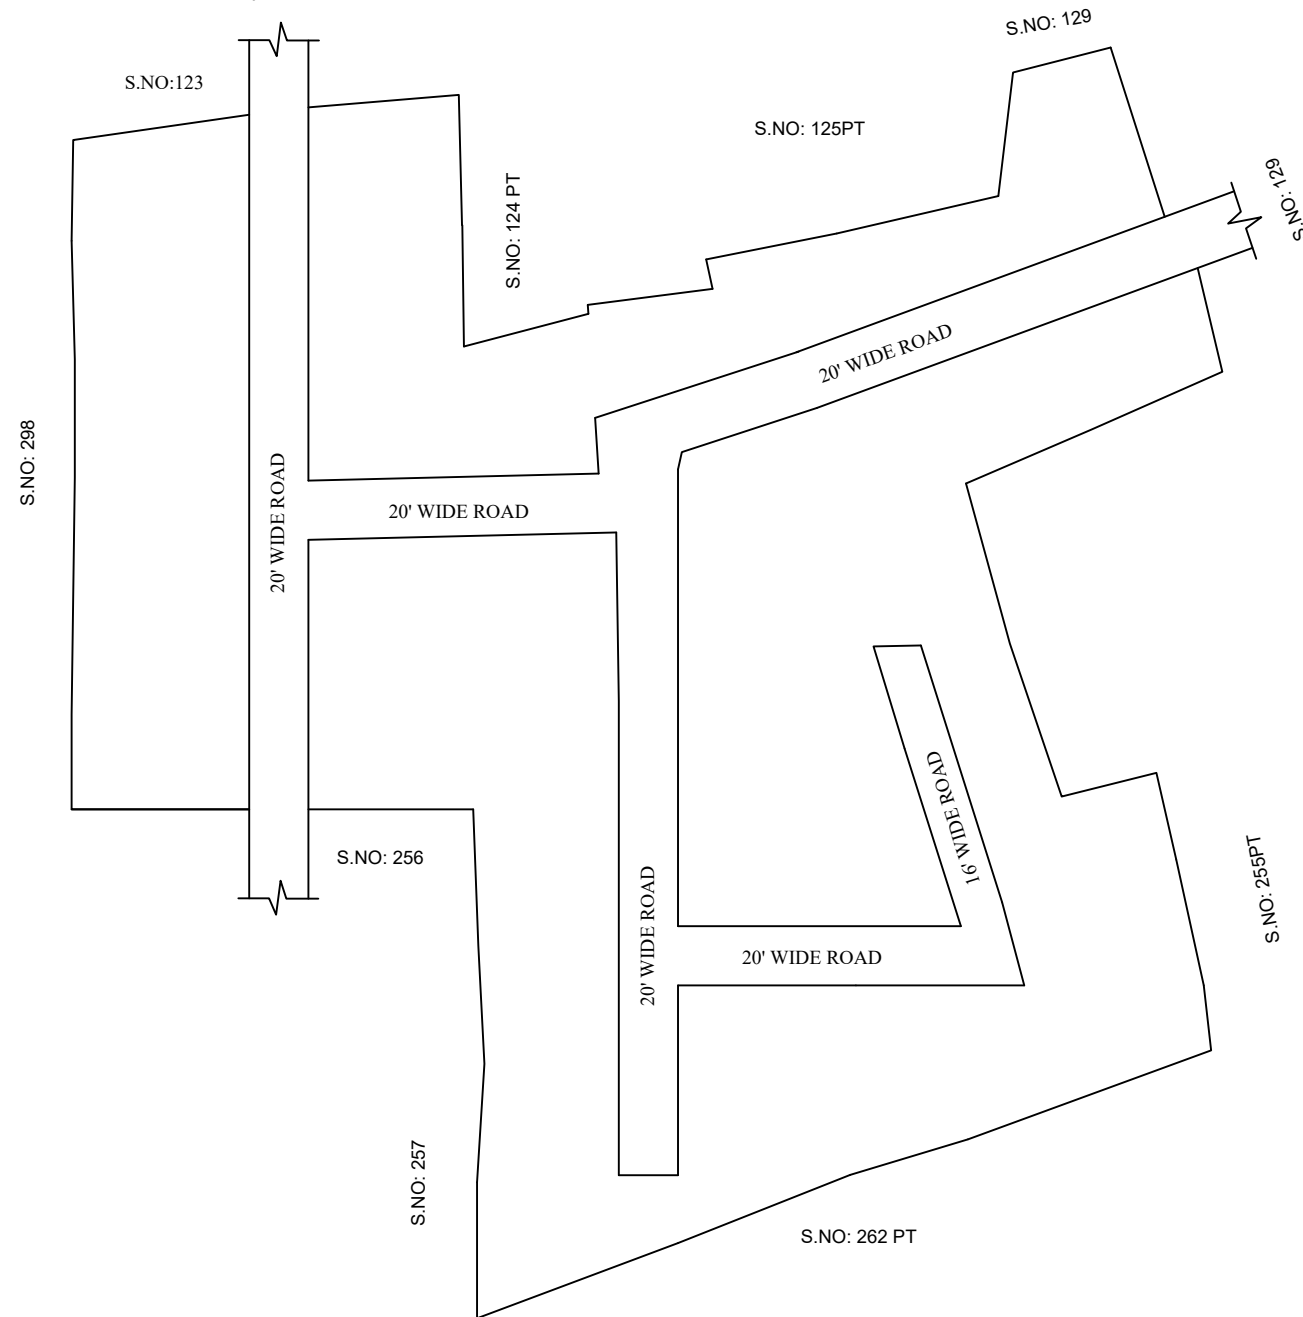 S.NO: 129
S.NO:123
S.NO: 125PT
S.NO: 129
S.NO: 124 PT
20' WIDE ROAD
S.NO: 298
20' WIDE ROAD
20' WIDE ROAD
16' WIDE ROAD
S.NO: 256
S.NO: 255PT
20' WIDE ROAD
20' WIDE ROAD
S.NO: 257
S.NO: 262 PT